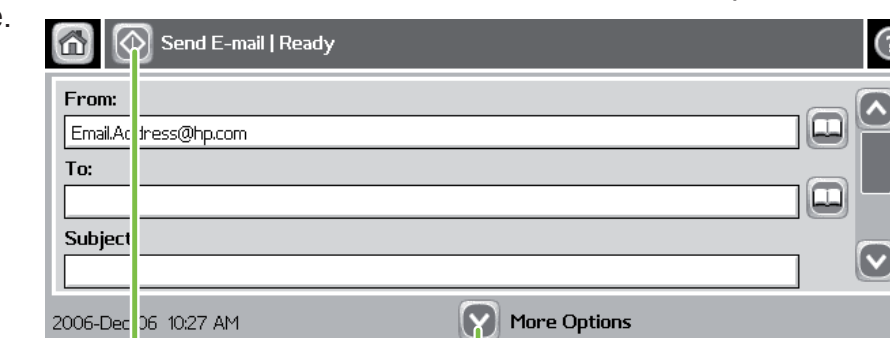 e.
Send E-mail | Ready
?
From:
Email.Address@hp.com
To:
Subject
2006-Dec-06 10:27 AM
More Options